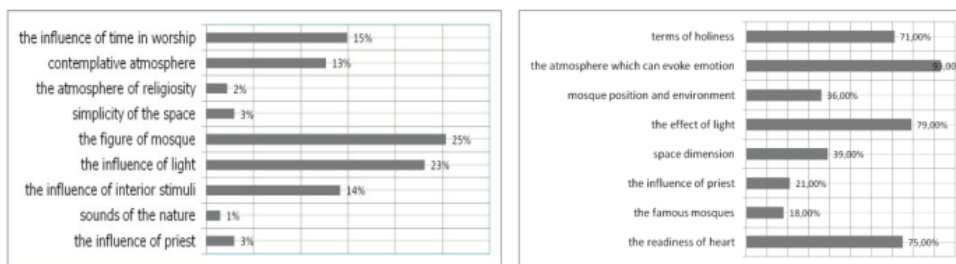 the influence of time in worship 15%
contemplative atmosphere 13%
the atmosphere of religiosity 2%
simplicity of the space 3%
the figure of mosque 25%
the influence of light 23%
the influence of interior stimuli 14%
sounds of the nature 1%
the influence of priest 3%
terms of holiness 71,00%
the atmosphere which can evoke emotion
mosque position and environment 36,00%
the effect of light 79,00%
space dimension 39,00%
the influence of priest 21,00%
the famous mosques 18,00%
the readiness of heart 75,00%